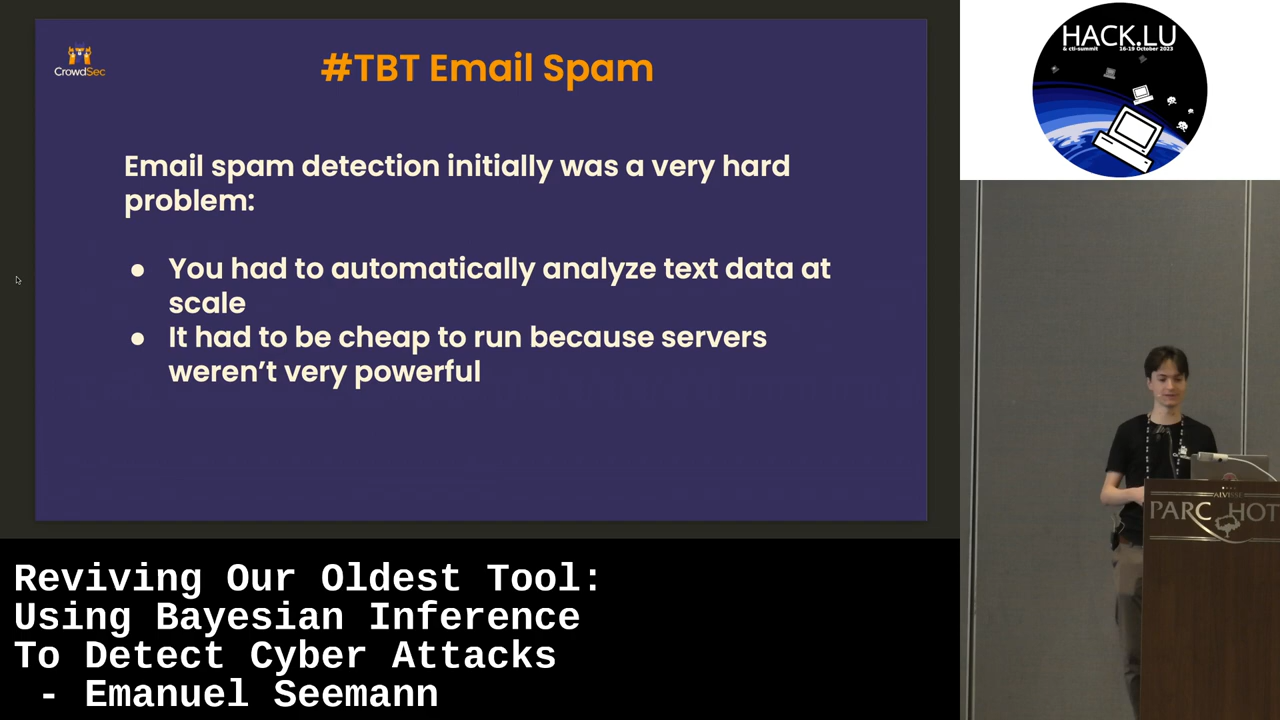 CrowdSec
#TBT Email Spam
Email spam detection initially was a very hard
problem:
● You had to automatically analyze text data at
scale
● It had to be cheap to run because servers
weren’t very powerful
HACK.LU
& cti-summit 16-19 October 2023
ALVISSE
PARC HOT
Reviving Our Oldest Tool:
Using Bayesian Inference
To Detect Cyber Attacks
- Emanuel Seemann